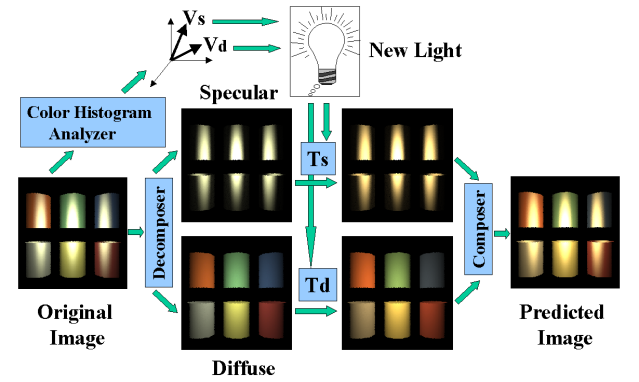 Vs
Vd
New Light
Specular
Color Histogram
Analyzer
Ts
Decomposer
Composer
Td
Original
Image
Predicted
Image
Diffuse